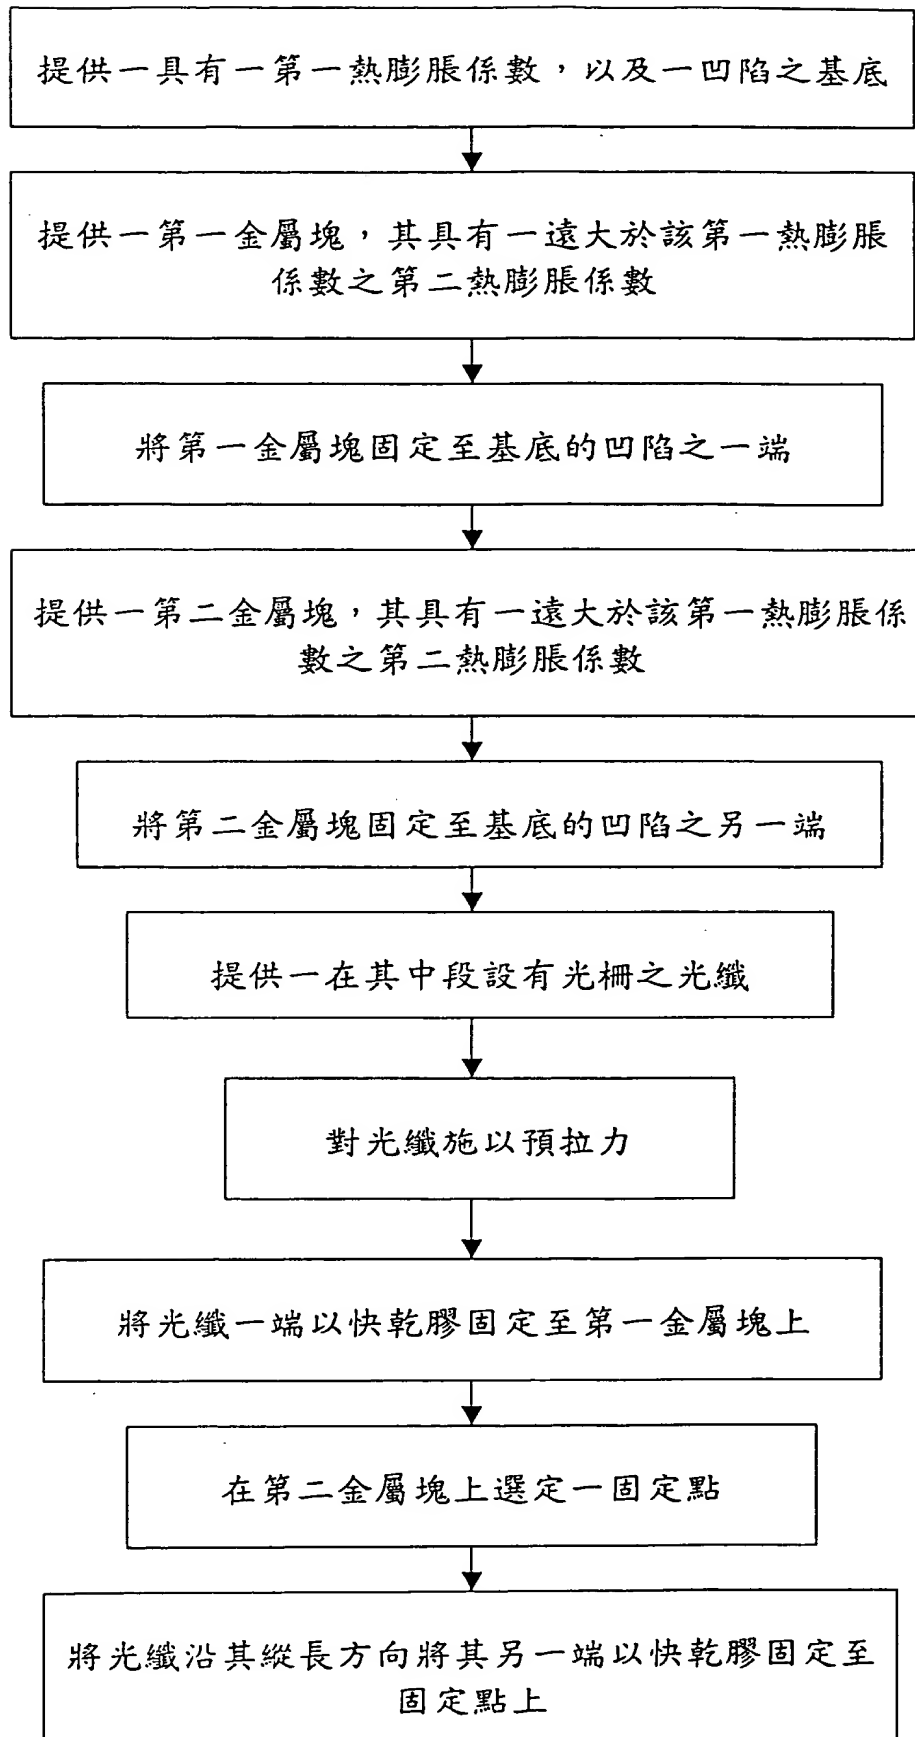 提供一具有一第一熱膨脹係數，以及一凹陷之基底
提供一第一金屬塊，其具有一遠大於該第一熱膨脹
係數之第二熱膨脹係數
將第一金屬塊固定至基底的凹陷之一端
提供一第二金屬塊，其具有一遠大於該第一熱膨脹係
數之第二熱膨脹係數
將第二金屬塊固定至基底的凹陷之另一端
提供一在其中段設有光柵之光纖
對光纖施以預拉力
將光纖一端以快乾膠固定至第一金屬塊上
在第二金屬塊上選定一固定點
將光纖沿其縱長方向將其另一端以快乾膠固定至
固定點上